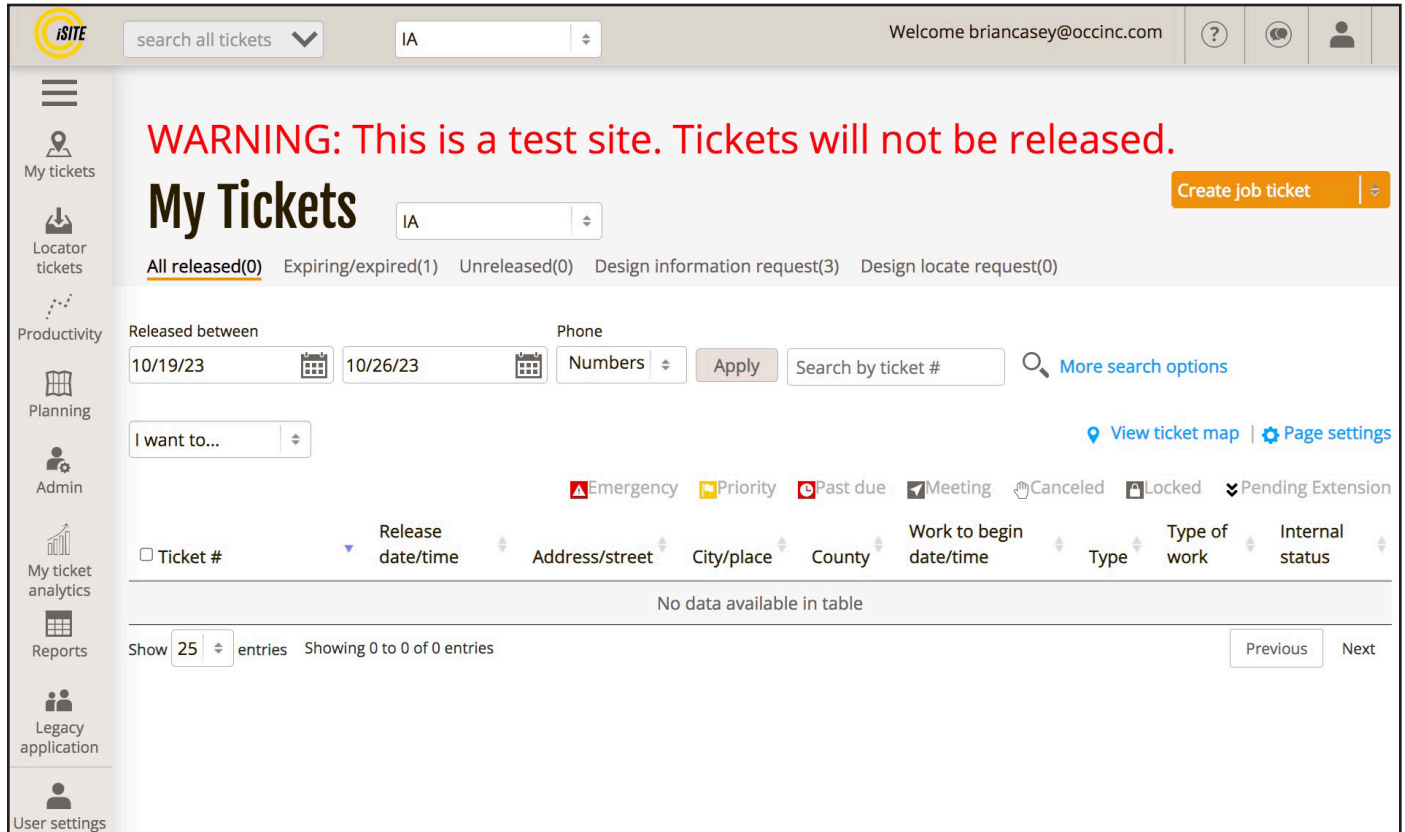 iSITE
search all tickets
IA
Welcome briancasey@occinc.com
?
My tickets
Locator
tickets
Productivity
Planning
Admin
My ticket
analytics
Reports
Legacy
application
User settings
WARNING: This is a test site. Tickets will not be released.
My Tickets
IA
Create job ticket
All released(0) Expiring/expired(1) Unreleased(0) Design information request(3) Design locate request(0)
Released between
Phone
10/19/23
10/26/23
Numbers
Apply
Search by ticket #
More search options
I want to...
View ticket map | Page settings
Emergency Priority Past due Meeting Canceled Locked Pending Extension
Ticket #
Release
date/time
Address/street
City/place
County
Work to begin
date/time
Type
Type of
work
Internal
status
No data available in table
Show 25 entries Showing 0 to 0 of 0 entries
Previous Next